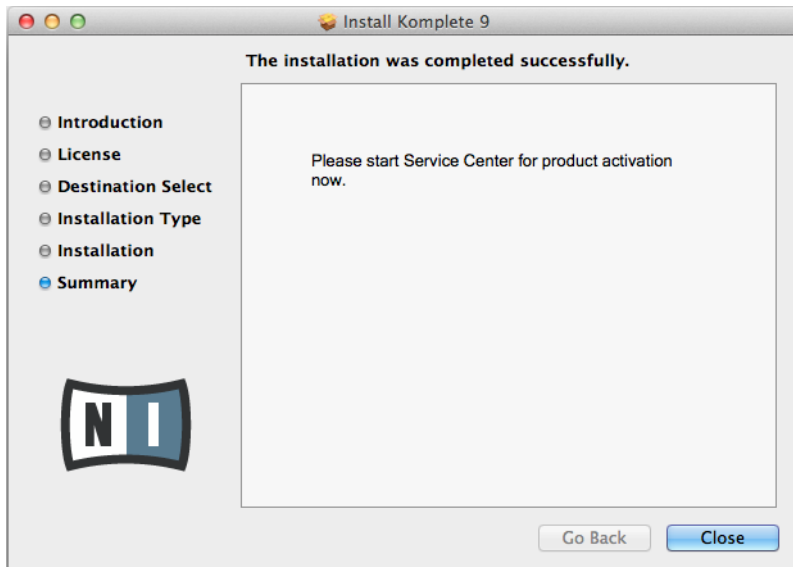 Install Komplete 9
The installation was completed successfully.
Introduction
License
Destination Select
Installation Type
Installation
Summary
Please start Service Center for product activation
now.
NI
Go Back
Close